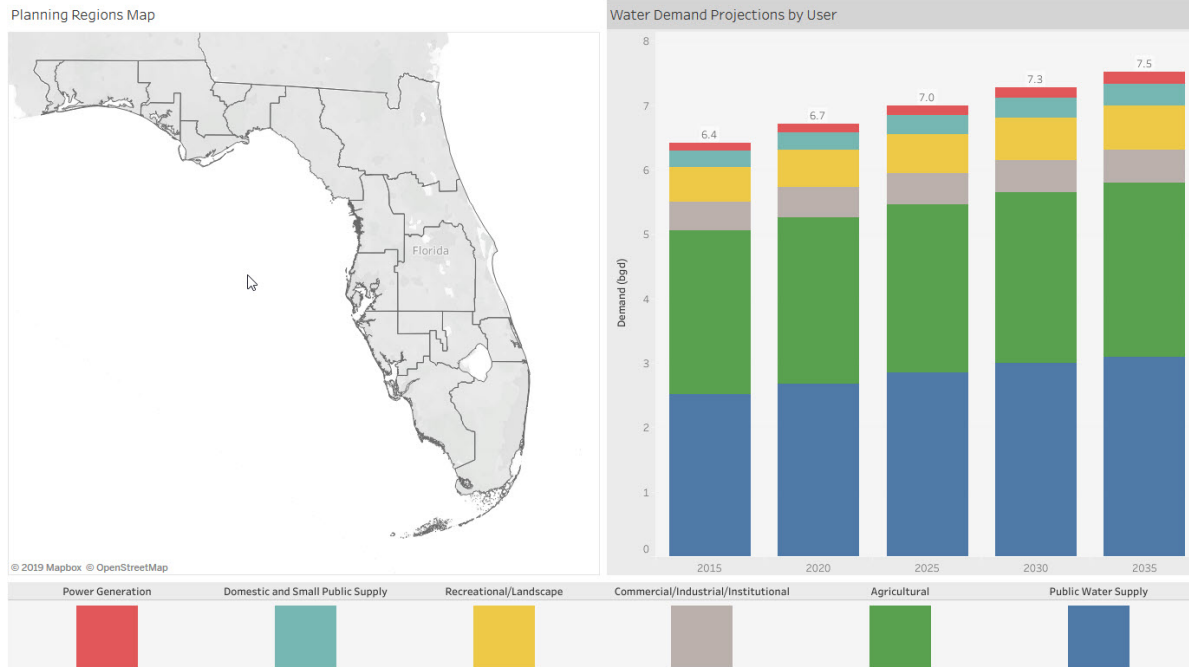 Planning Regions Map
Florida
© 2019 Mapbox © OpenStreetMap
Water Demand Projections by User
Demand (bgd)
8
7
6
5
4
3
2
1
0
6.4
6.7
7.0
7.3
7.5
2015
2020
2025
2030
2035
Power Generation
Domestic and Small Public Supply
Recreational/Landscape
Commercial/Industrial/Institutional
Agricultural
Public Water Supply